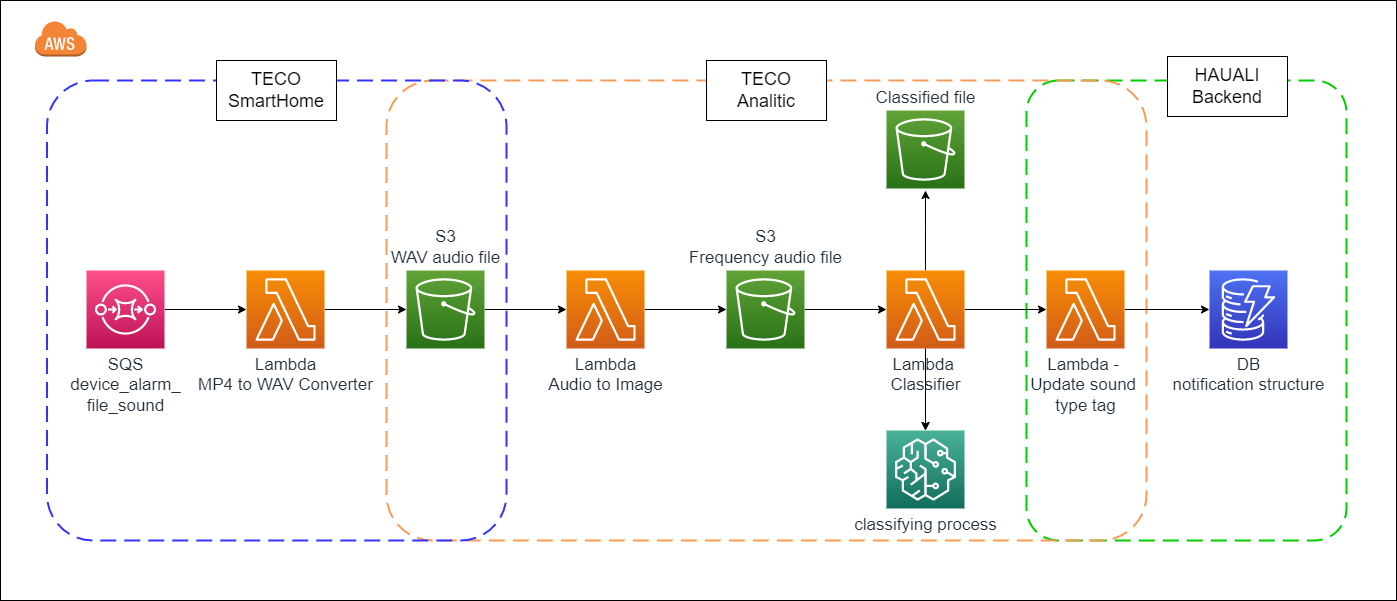 AWS
TECO
SmartHome
TECO
Analitic
HAUALI
Backend
Classified file
S3
WAV audio file
S3
Frequency audio file
SQS
device_alarm_
file_sound
Lambda
MP4 to WAV Converter
Lambda
Audio to Image
Lambda
Classifier
Lambda -
Update sound
type tag
DB
notification structure
classifying process